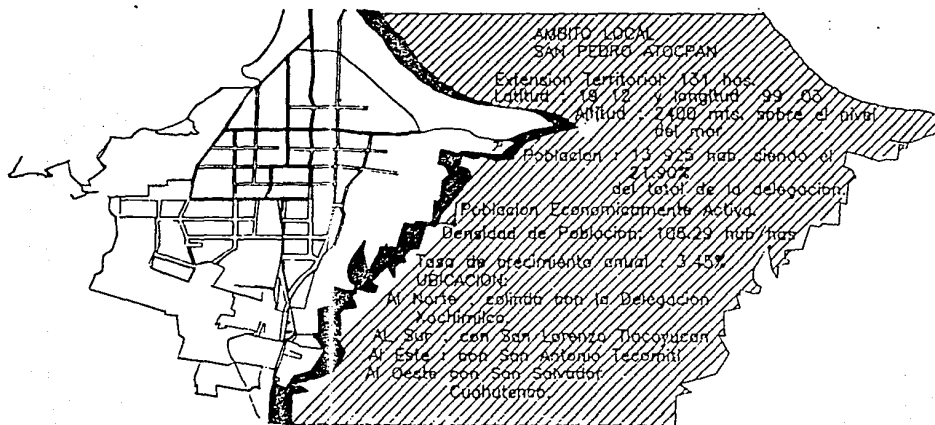 AMBITO LOCAL
SAN PEDRO ATOCPAN
Extension Territorial: 131 has.
Latitud : 19 12 y longitud 99 03
Altitud : 2400 mts. sobre el nivel
del mar
Poblacion : 13 925 hab. siendo el
21.90%
del total de la delegacion.
Poblacion Economicamente Activa.
Densidad de Poblacion: 106.29 hab/has
Tasa de crecimiento anual : 3.45%
UBICACION:
Al Norte : colinda con la Delegacion
Xochimilco.
AL Sur : con San Lorenzo Tlacoyucan
Al Este : con San Antonio Tecomitl
Al Oeste con San Salvador
Cuahutenco.